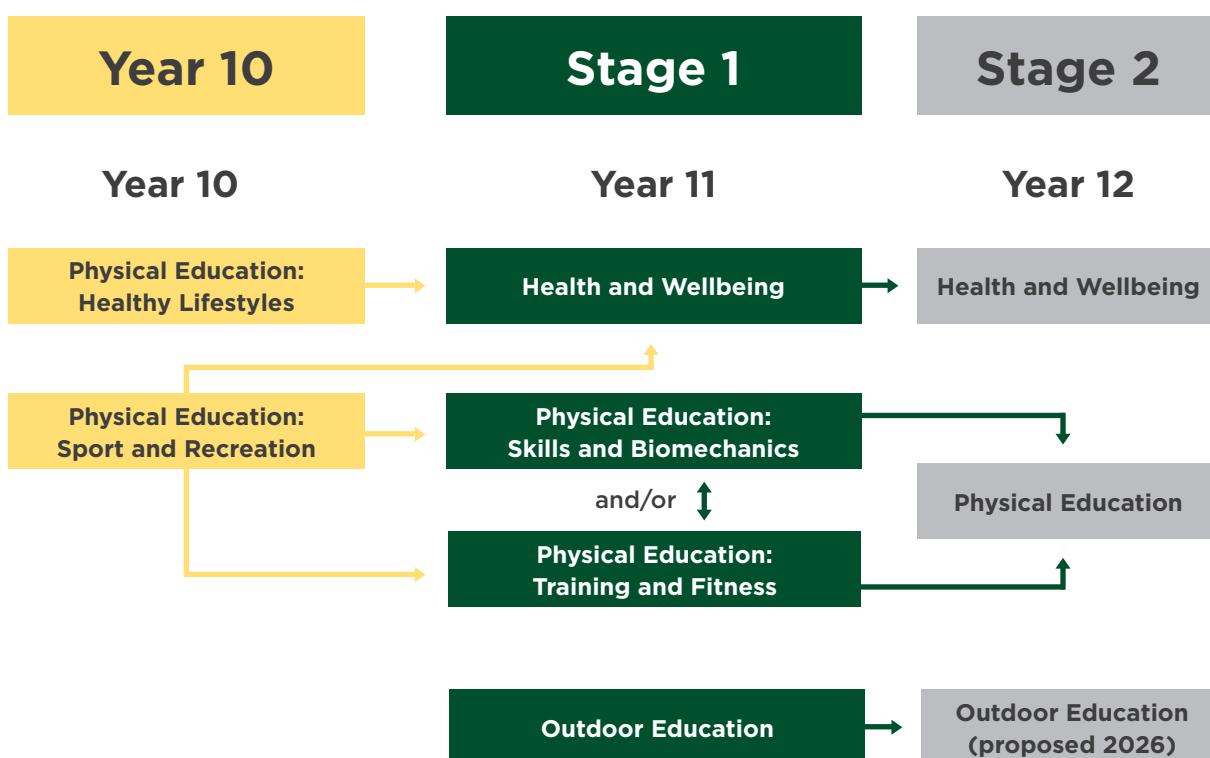 Year 10
Stage 1
Stage 2
Year 10
Year 11
Year 12
Physical Education:
Healthy Lifestyles
Health and Wellbeing
Health and Wellbeing
Physical Education:
Sport and Recreation
Physical Education:
Skills and Biomechanics
and/or
Physical Education
Physical Education:
Training and Fitness
Outdoor Education
Outdoor Education
(proposed 2026)